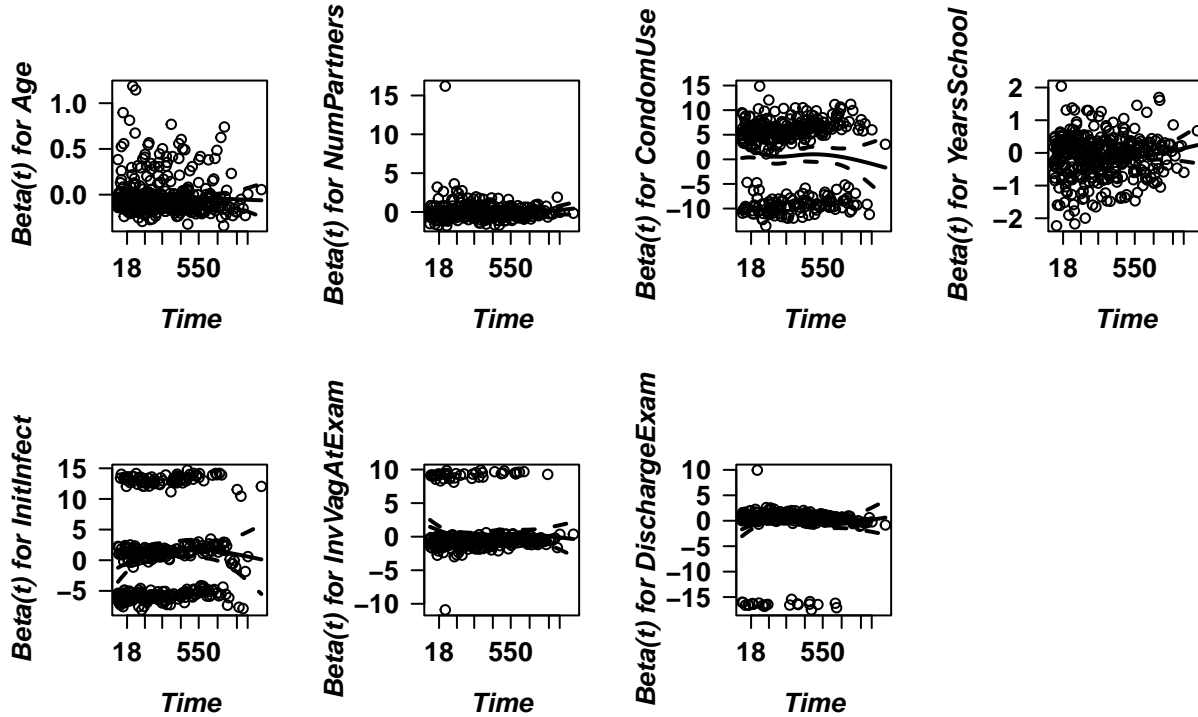 Beta(t) for Age
1.0
0.5
0.0
18 550
Time
Beta(t) for NumPartners
15
10
5
0
18 550
Time
Beta(t) for CondomUse
15
10
5
0
−10
18 550
Time
Beta(t) for YearsSchool
2
1
0
−1
−2
18 550
Time
Beta(t) for InitInfect
15
10
5
0
−5
18 550
Time
Beta(t) for InvVagAtExam
10
5
0
−5
−10
18 550
Time
Beta(t) for DischargeExam
10
5
0
−5
−10
−15
18 550
Time